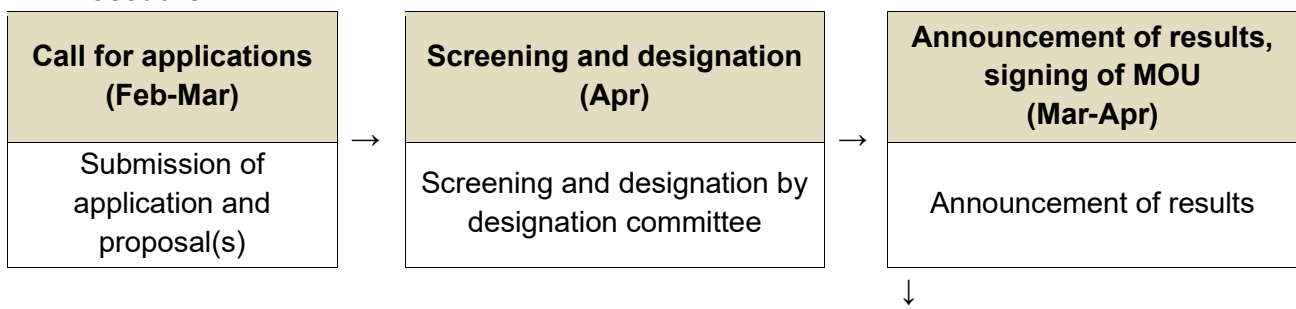 Call for applications
(Feb-Mar)
Submission of
application and
proposal(s)
→
Screening and designation
(Apr)
Screening and designation by
designation committee
→
Announcement of results,
signing of MOU
(Mar-Apr)
Announcement of results
↓